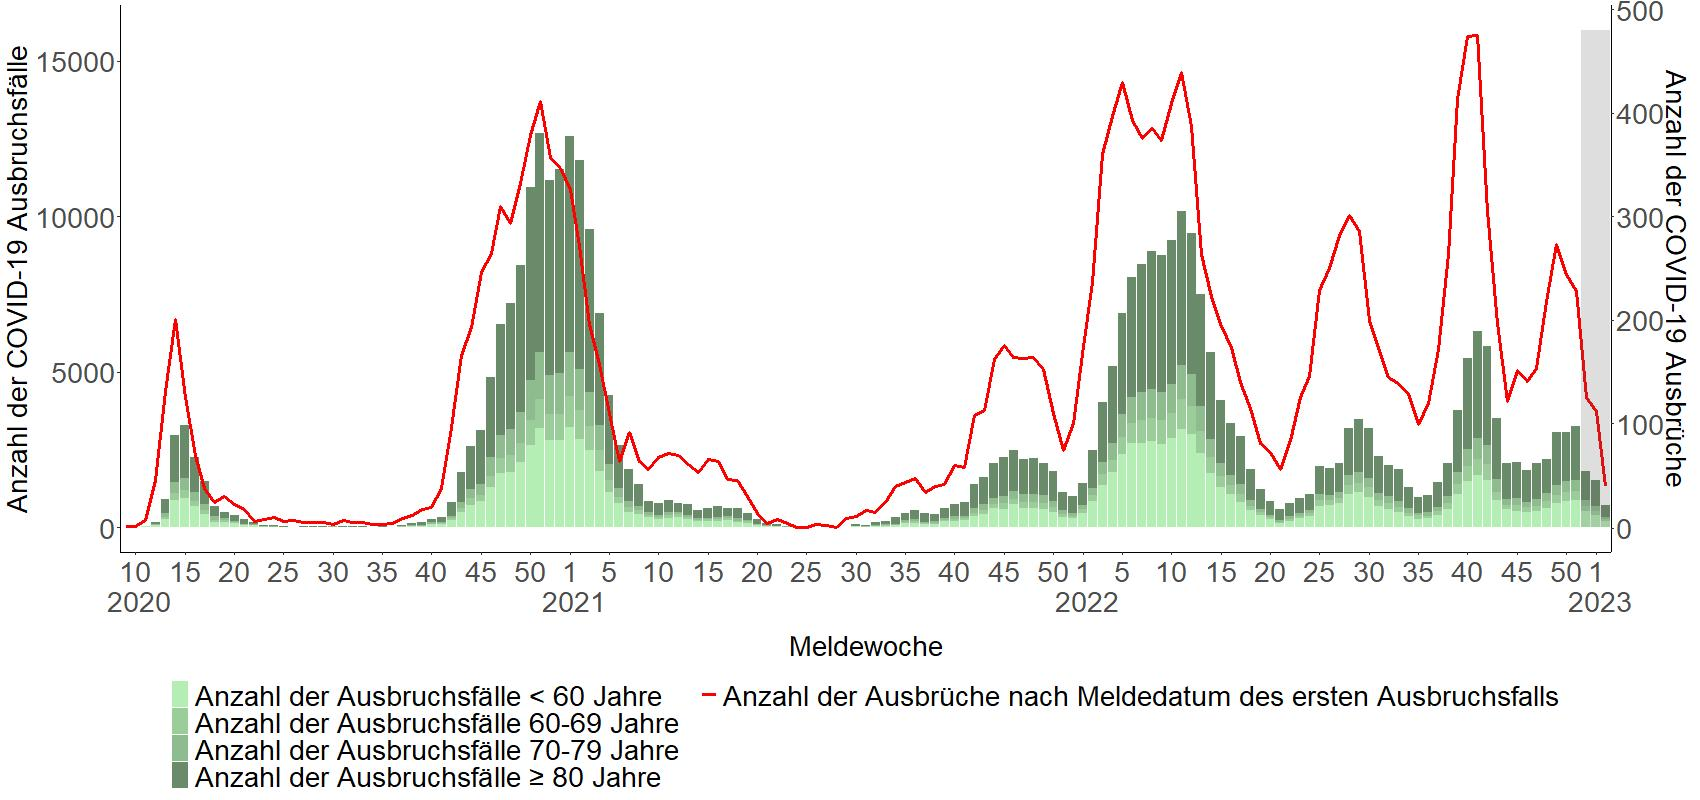 Anzahl der COVID-19 Ausbruchsfälle
15000
10000
5000
0
500
400
300
200
100
0
Anzahl der COVID-19 Ausbrüche
10 15 20 25 30 35 40 45 50 1 5 10 15 20 25 30 35 40 45 50 1 5 10 15 20 25 30 35 40 45 50 1
2020 2021 2022 2023
Meldewoche
Anzahl der Ausbruchsfälle < 60 Jahre
Anzahl der Ausbruchsfälle 60-69 Jahre
Anzahl der Ausbruchsfälle 70-79 Jahre
Anzahl der Ausbruchsfälle ≥ 80 Jahre
Anzahl der Ausbrüche nach Meldedatum des ersten Ausbruchsfalls